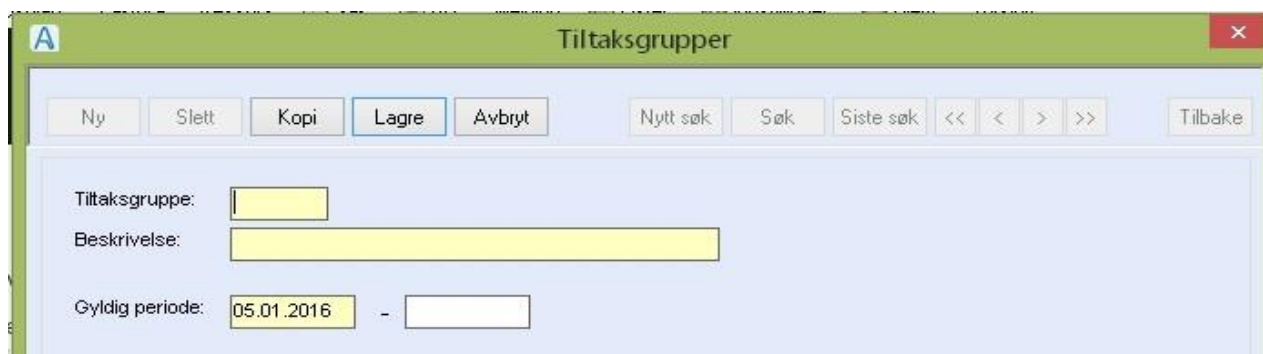 Tiltaksgrupper
Ny Slett Kopi Lagre Avbryt Nytt søk Søk Siste søk << < > >> Tilbake
Tiltaksgruppe:
Beskrivelse:
Gyldig periode: 05.01.2016 -